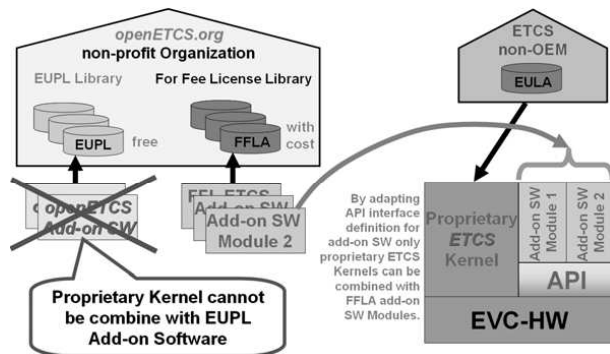 openETCS.org
non-profit Organization
EUPL Library
For Fee License Library
EUPL
free
FFLA
with
cost
ETCS
non-OEM
EULA
openETCS
Add-on SW
FFL ETCS
Add-on SW
Add-on SW
Module 2
By adapting
API interface
definition for
add-on SW only
proprietary ETCS
Kernels can be
combined with
FFLA add-on
SW Modules.
Proprietary
ETCS
Kernel
Add-on SW
Module 1
Add-on SW
Module 2
API
EVC-HW
Proprietary Kernel cannot
be combine with EUPL
Add-on Software